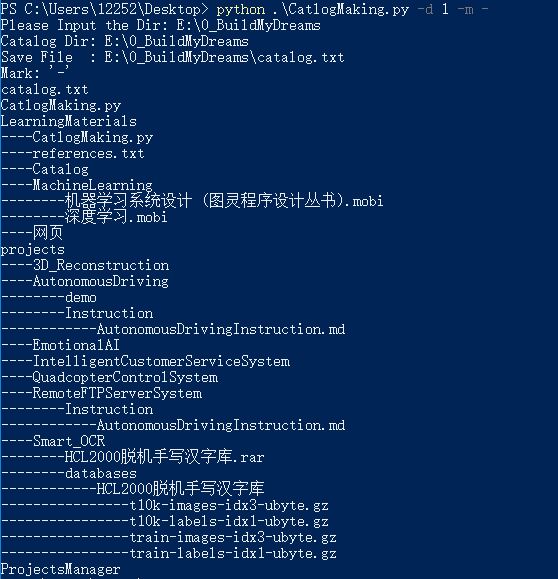 PS C:\Users\12252\Desktop> python .\CatlogMaking.py -d 1 -m -
Please Input the Dir: E:\0_BuildMyDreams
Catalog Dir: E:\0_BuildMyDreams
Save File  : E:\0_BuildMyDreams\catalog.txt
Mark: '-'
catalog.txt
CatlogMaking.py
LearningMaterials
----CatlogMaking.py
----references.txt
----Catalog
----MachineLearning
--------机器学习系统设计 (图灵程序设计丛书).mobi
--------深度学习.mobi
----网页
projects
----3D_Reconstruction
----AutonomousDriving
--------demo
--------Instruction
------------AutonomousDrivingInstruction.md
----EmotionalAI
----IntelligentCustomerServiceSystem
----QuadcopterControlSystem
----RemoteFTPServerSystem
--------Instruction
------------AutonomousDrivingInstruction.md
----Smart_OCR
--------HCL2000脱机手写汉字库.rar
--------databases
------------HCL2000脱机手写汉字库
----------------t10k-images-idx3-ubyte.gz
----------------t10k-labels-idx1-ubyte.gz
----------------train-images-idx3-ubyte.gz
----------------train-labels-idx1-ubyte.gz
ProjectsManager